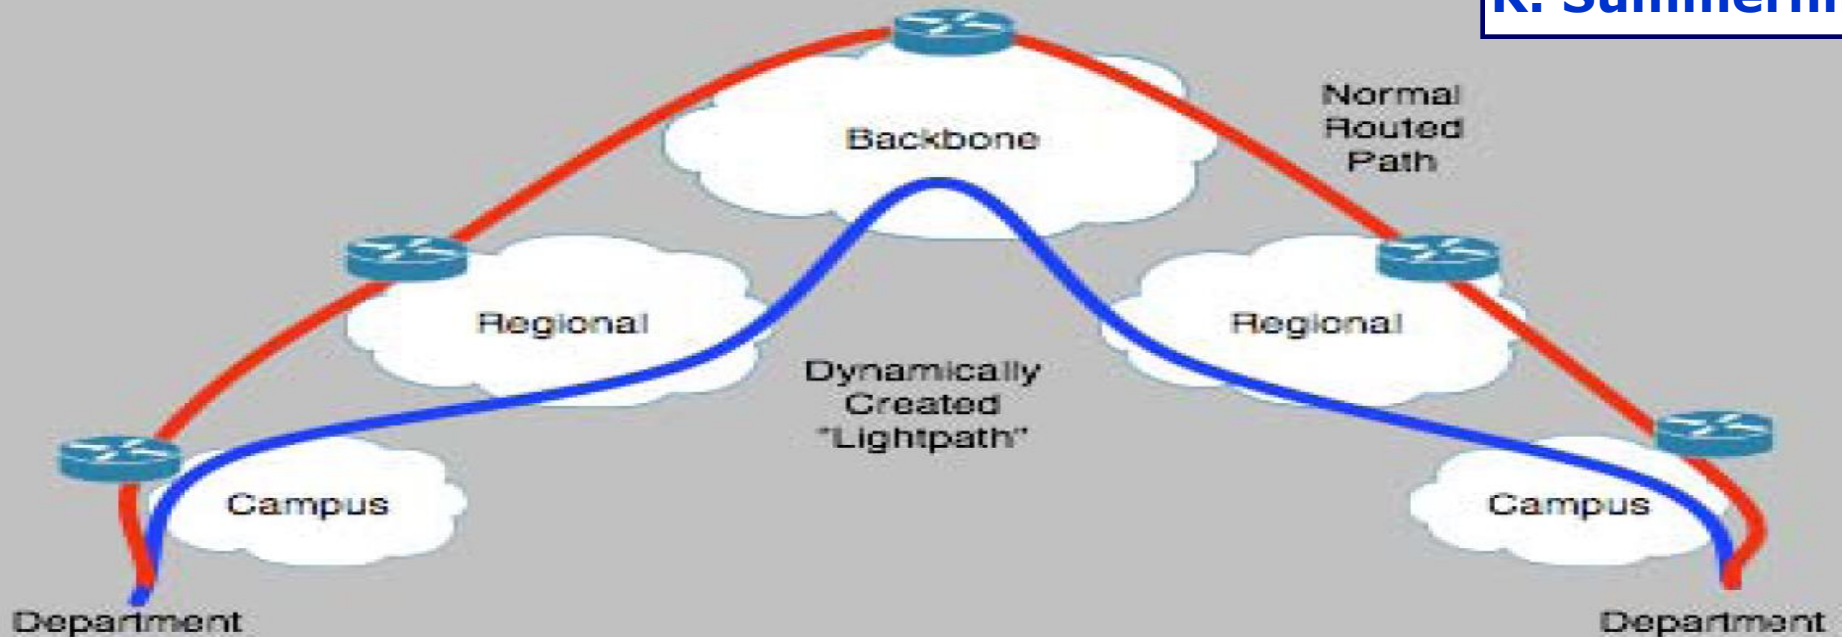 Backbone
Normal
Routed
Path
Regional
Regional
Dynamically
Created
"Lightpath"
Campus
Campus
Department
Department